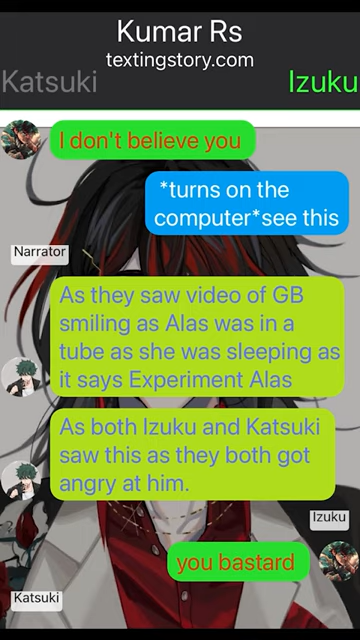 Kumar Rs
textingstory.com
Katsuki
Izuku
I don't believe you
*turns on the
computer*see this
Narrator
As they saw video of GB
smiling as Alas was in a
tube as she was sleeping as
it says Experiment Alas
As both Izuku and Katsuki
saw this as they both got
angry at him.
Izuku
you bastard
Katsuki